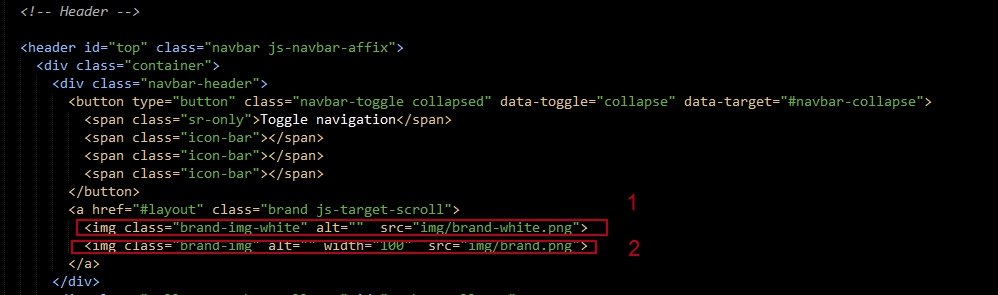 <!-- Header -->
<header id="top" class="navbar js-navbar-affix">
<div class="container">
<div class="navbar-header">
<button type="button" class="navbar-toggle collapsed" data-toggle="collapse" data-target="#navbar-collapse">
<span class="sr-only">Toggle navigation</span>
<span class="icon-bar"></span>
<span class="icon-bar"></span>
<span class="icon-bar"></span>
</button>
<a href="#layout" class="brand js-target-scroll">
1
<img class="brand-img-white" alt=""  src="img/brand-white.png">
<img class="brand-img" alt="" width="100"  src="img/brand.png">
2
</a>
</div>